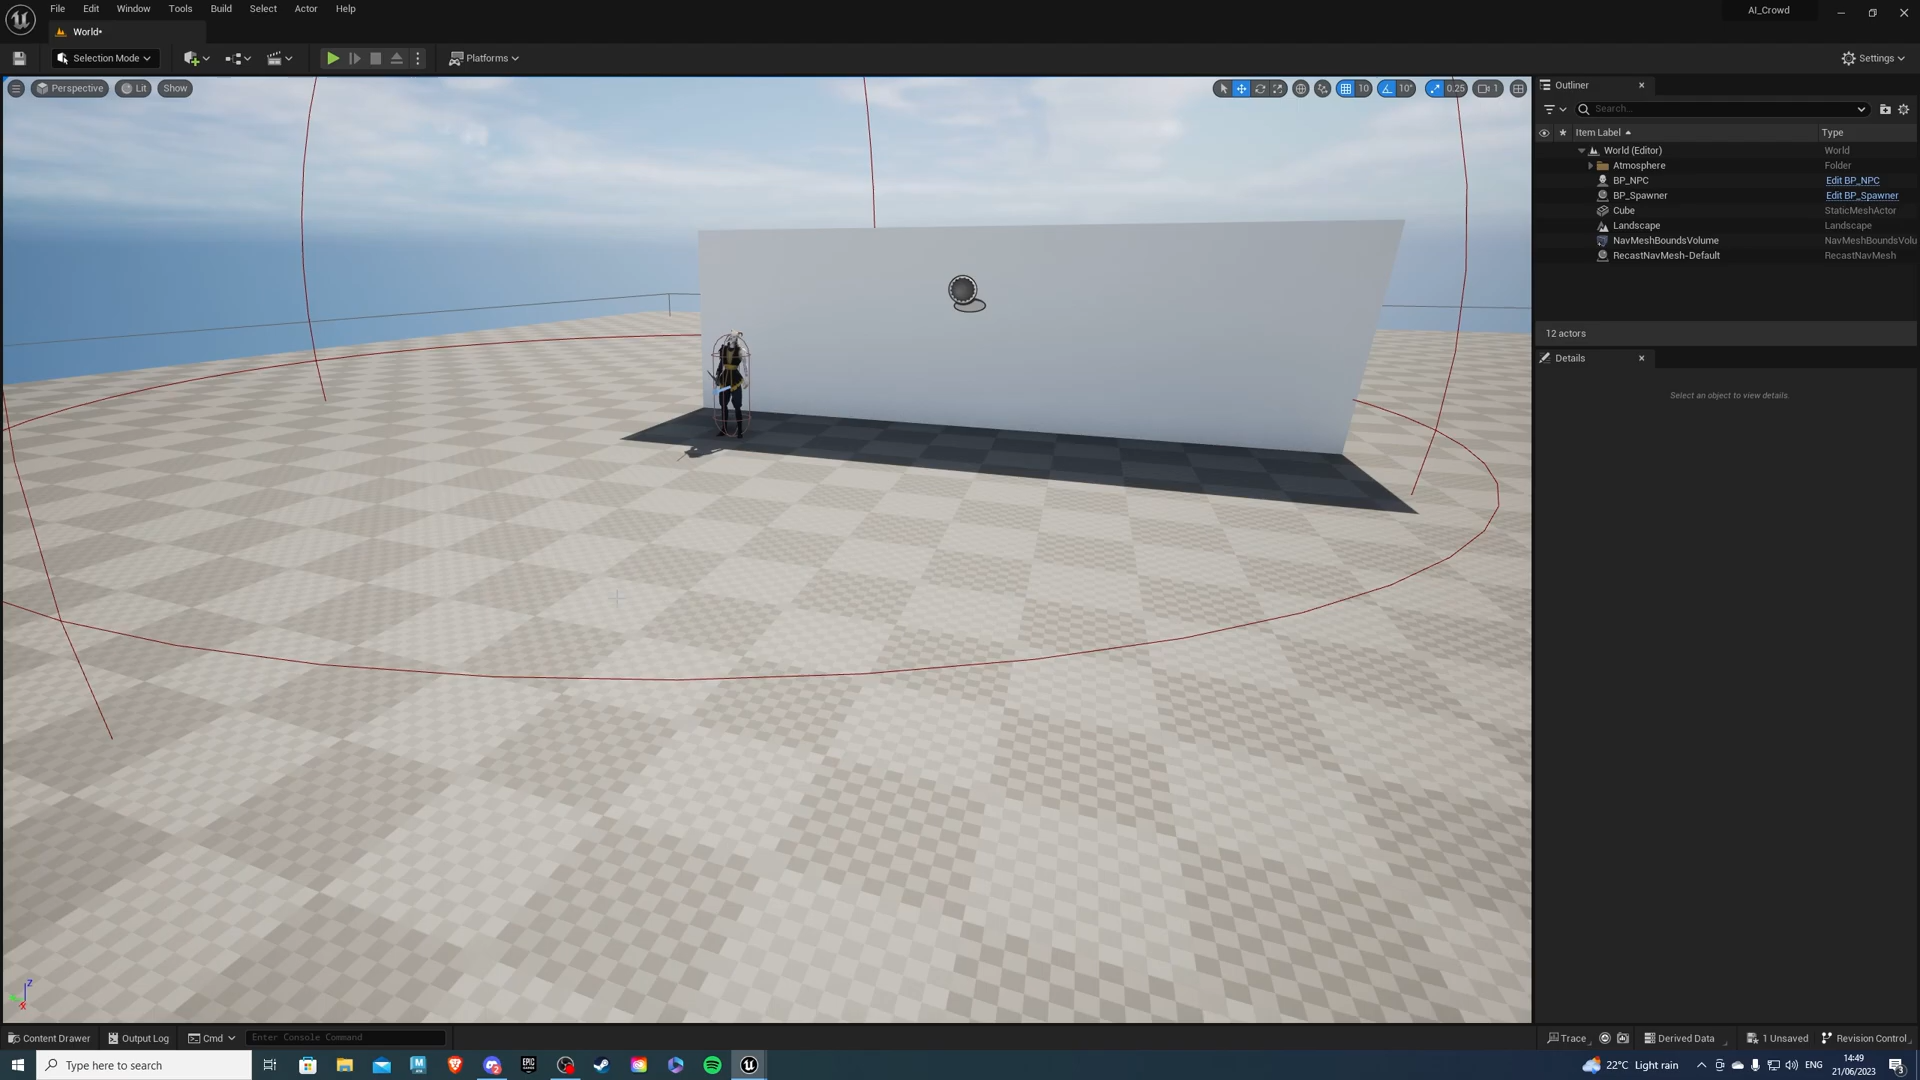 File Edit Window Tools Build Select Actor Help
AI_Crowd
World*
Selection Mode
Platforms
Settings
Perspective Lit Show
10 10° 0.25 1
Outliner
Search...
Item Label Type
World (Editor) World
Atmosphere Folder
BP_NPC Edit BP_NPC
BP_Spawner Edit BP_Spawner
Cube StaticMeshActor
Landscape Landscape
NavMeshBoundsVolume NavMeshBoundsVolu
RecastNavMesh-Default RecastNavMesh
12 actors
Details
Select an object to view details.
Z
X
Content Drawer Output Log Cmd Enter Console Command
Trace Derived Data 1 Unsaved Revision Control
Type here to search
22°C Light rain
ENG
14:49
21/06/2023
3